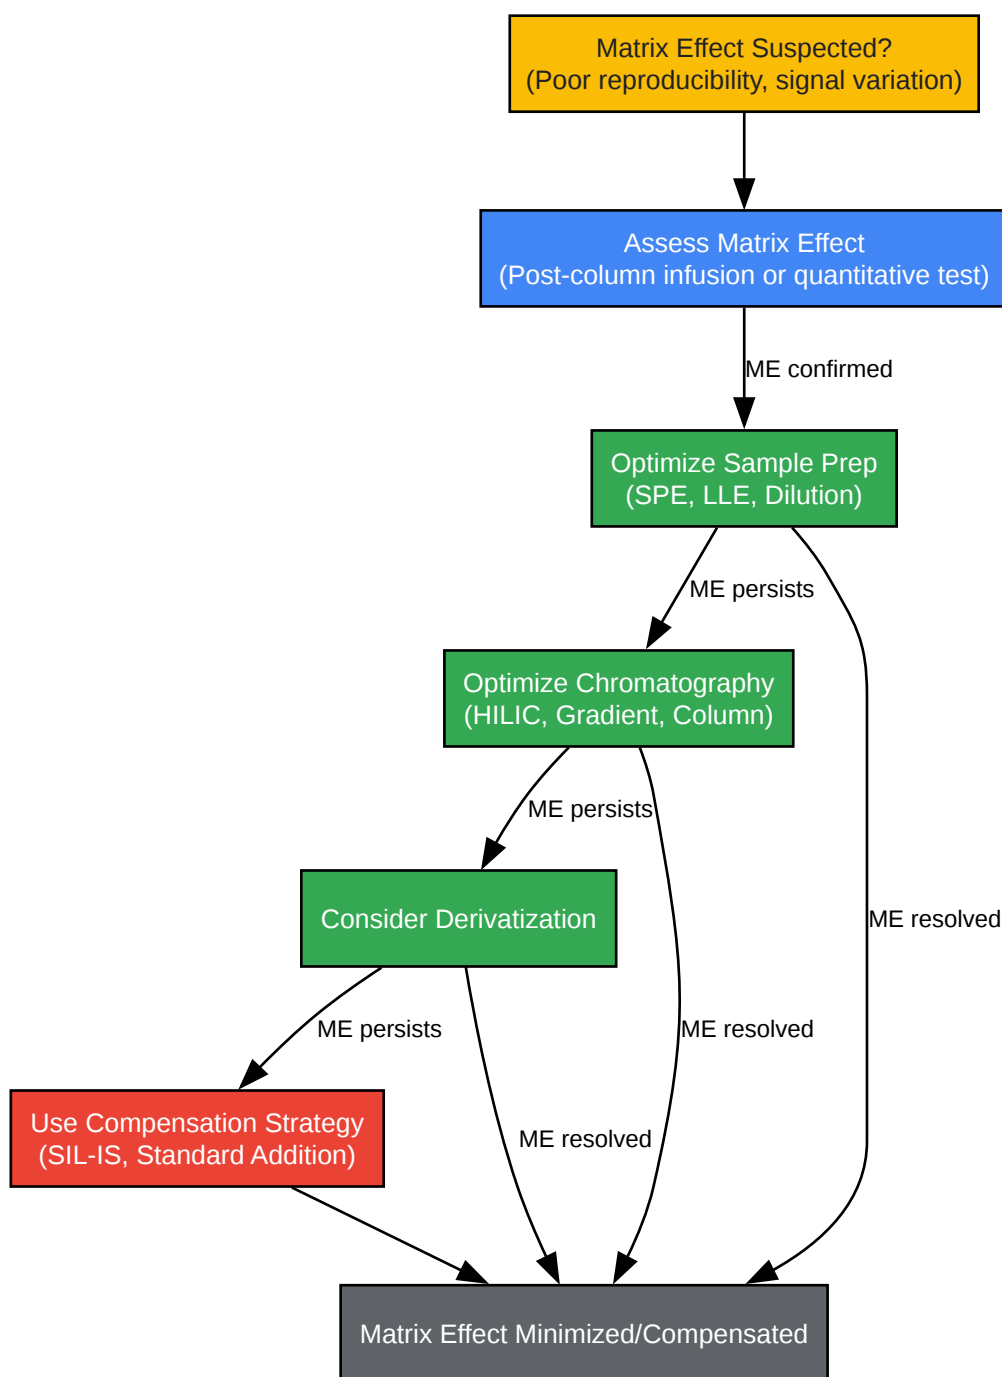 Matrix Effect Suspected?
(Poor reproducibility, signal variation)
Assess Matrix Effect
(Post-column infusion or quantitative test)
ME confirmed
Optimize Sample Prep
(SPE, LLE, Dilution)
ME persists
Optimize Chromatography
(HILIC, Gradient, Column)
ME persists
Consider Derivatization
ME resolved
ME persists
ME resolved
Use Compensation Strategy
(SIL-IS, Standard Addition)
ME resolved
Matrix Effect Minimized/Compensated